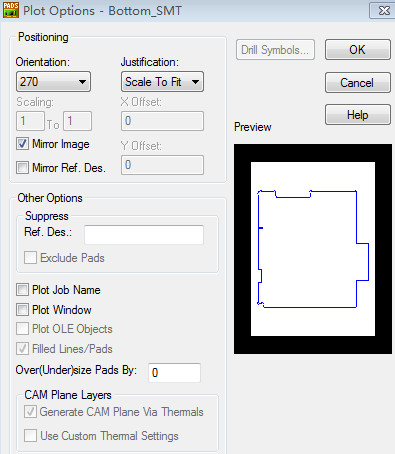 PADS
Plot Options - Bottom_SMT
Positioning
Orientation: Justification:
270 Scale To Fit
Scaling: X Offset:
1 To 1 0
Mirror Image Y Offset:
Mirror Ref. Des. 0
Drill Symbols... OK
Cancel
Help
Preview
Other Options
Suppress
Ref. Des.:
Exclude Pads
Plot Job Name
Plot Window
Plot OLE Objects
Filled Lines/Pads
Over(Under)size Pads By: 0
CAM Plane Layers
Generate CAM Plane Via Thermals
Use Custom Thermal Settings